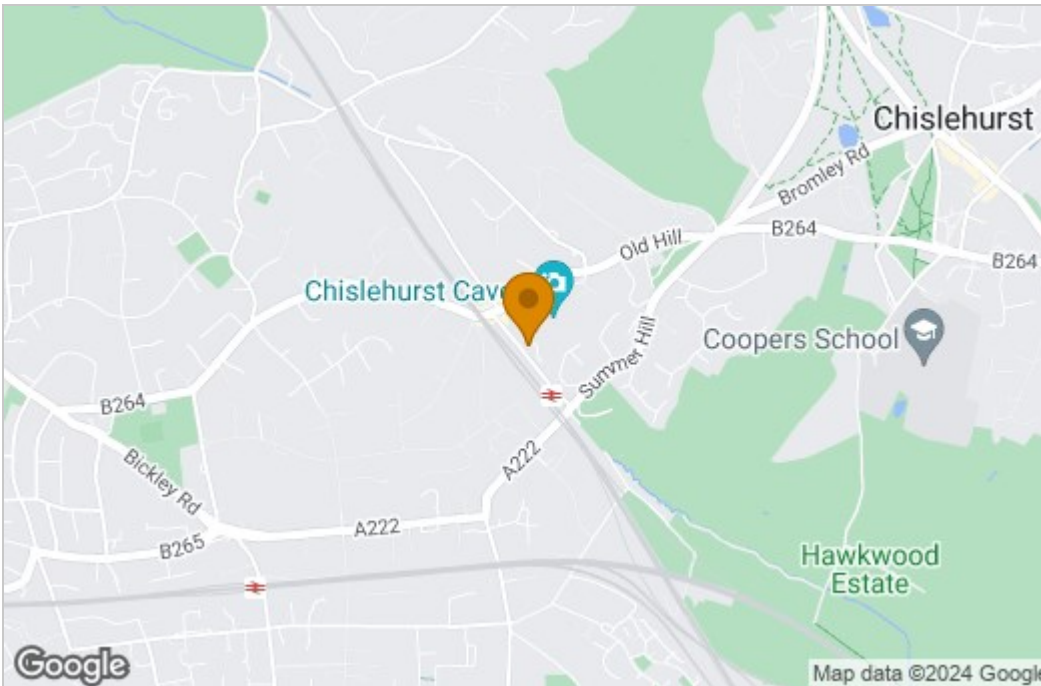 Chislehurst
Bromley Rd
Old Hill
B264
B264
Chislehurst Cav
Summer Hill
Coopers School
B264
A222
Bickley Rd
A222
B265
Hawkwood
Estate
Google
Map data ©2024 Google